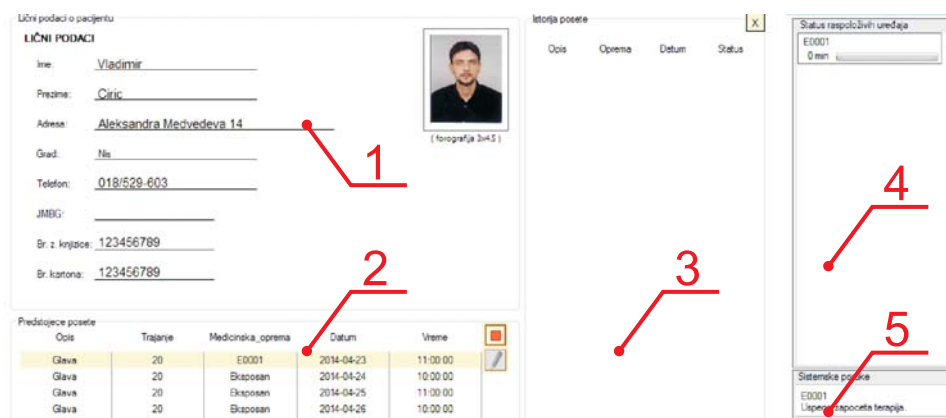 Lični podaci o pacijentu
LIČNI PODACI
Ime: Vladimir
Prezime: Ciric
Adresa: Aleksandra Medvedeva 14
Grad: Nis
Telefon: 018/529-603
JMBG:
Br. z. knjizice: 123456789
Br. kartona: 123456789
( forografija 3x4.5 )
1
Predstojece posete
Opis Trajanje Medicinska_oprema Datum Vreme
Glava 20 E0001 2014-04-23 11:00:00
Glava 20 Eksposan 2014-04-24 10:00:00
Glava 20 Eksposan 2014-04-25 11:00:00
Glava 20 Eksposan 2014-04-26 10:00:00
2
Istorija posete X
Opis Oprema Datum Status
3
Status raspoloživih uređaja
E0001
0 min
4
Sistemske poruke
E0001
zapoceta terapija.
5